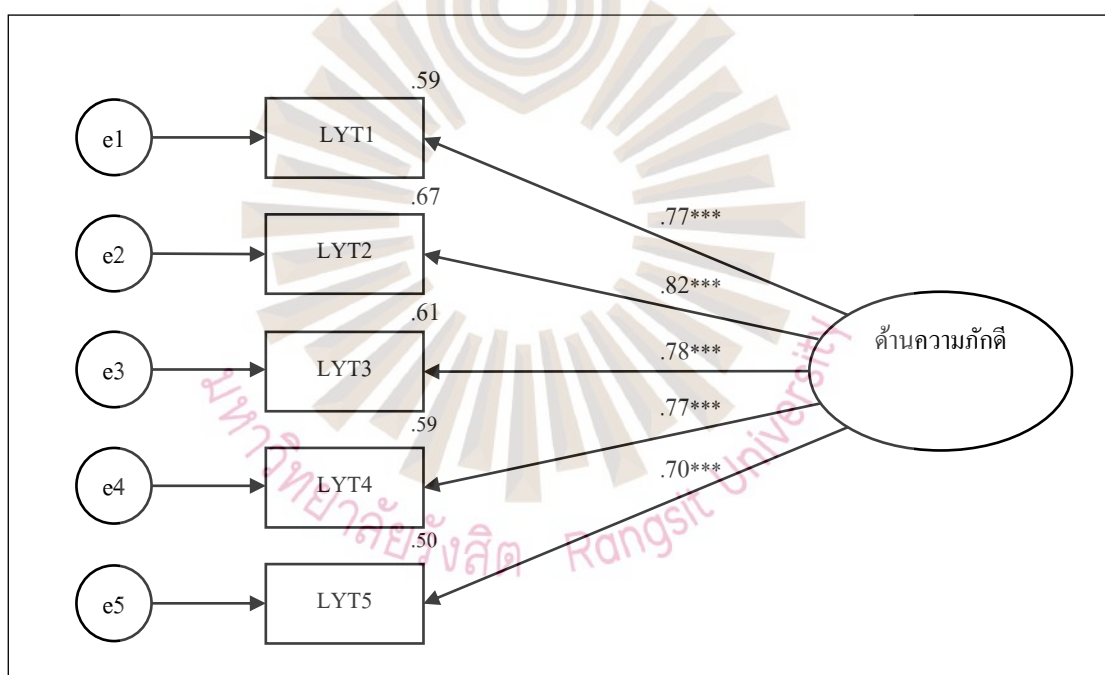 .59
e1
LYT1
.77***
.67
e2
LYT2
.82***
.61
ด้านความภักดี
e3
LYT3
.78***
.59
e4
LYT4
.77***
.50
e5
LYT5
.70***
มหาวิทยาลัยรังสิต Rangsit University